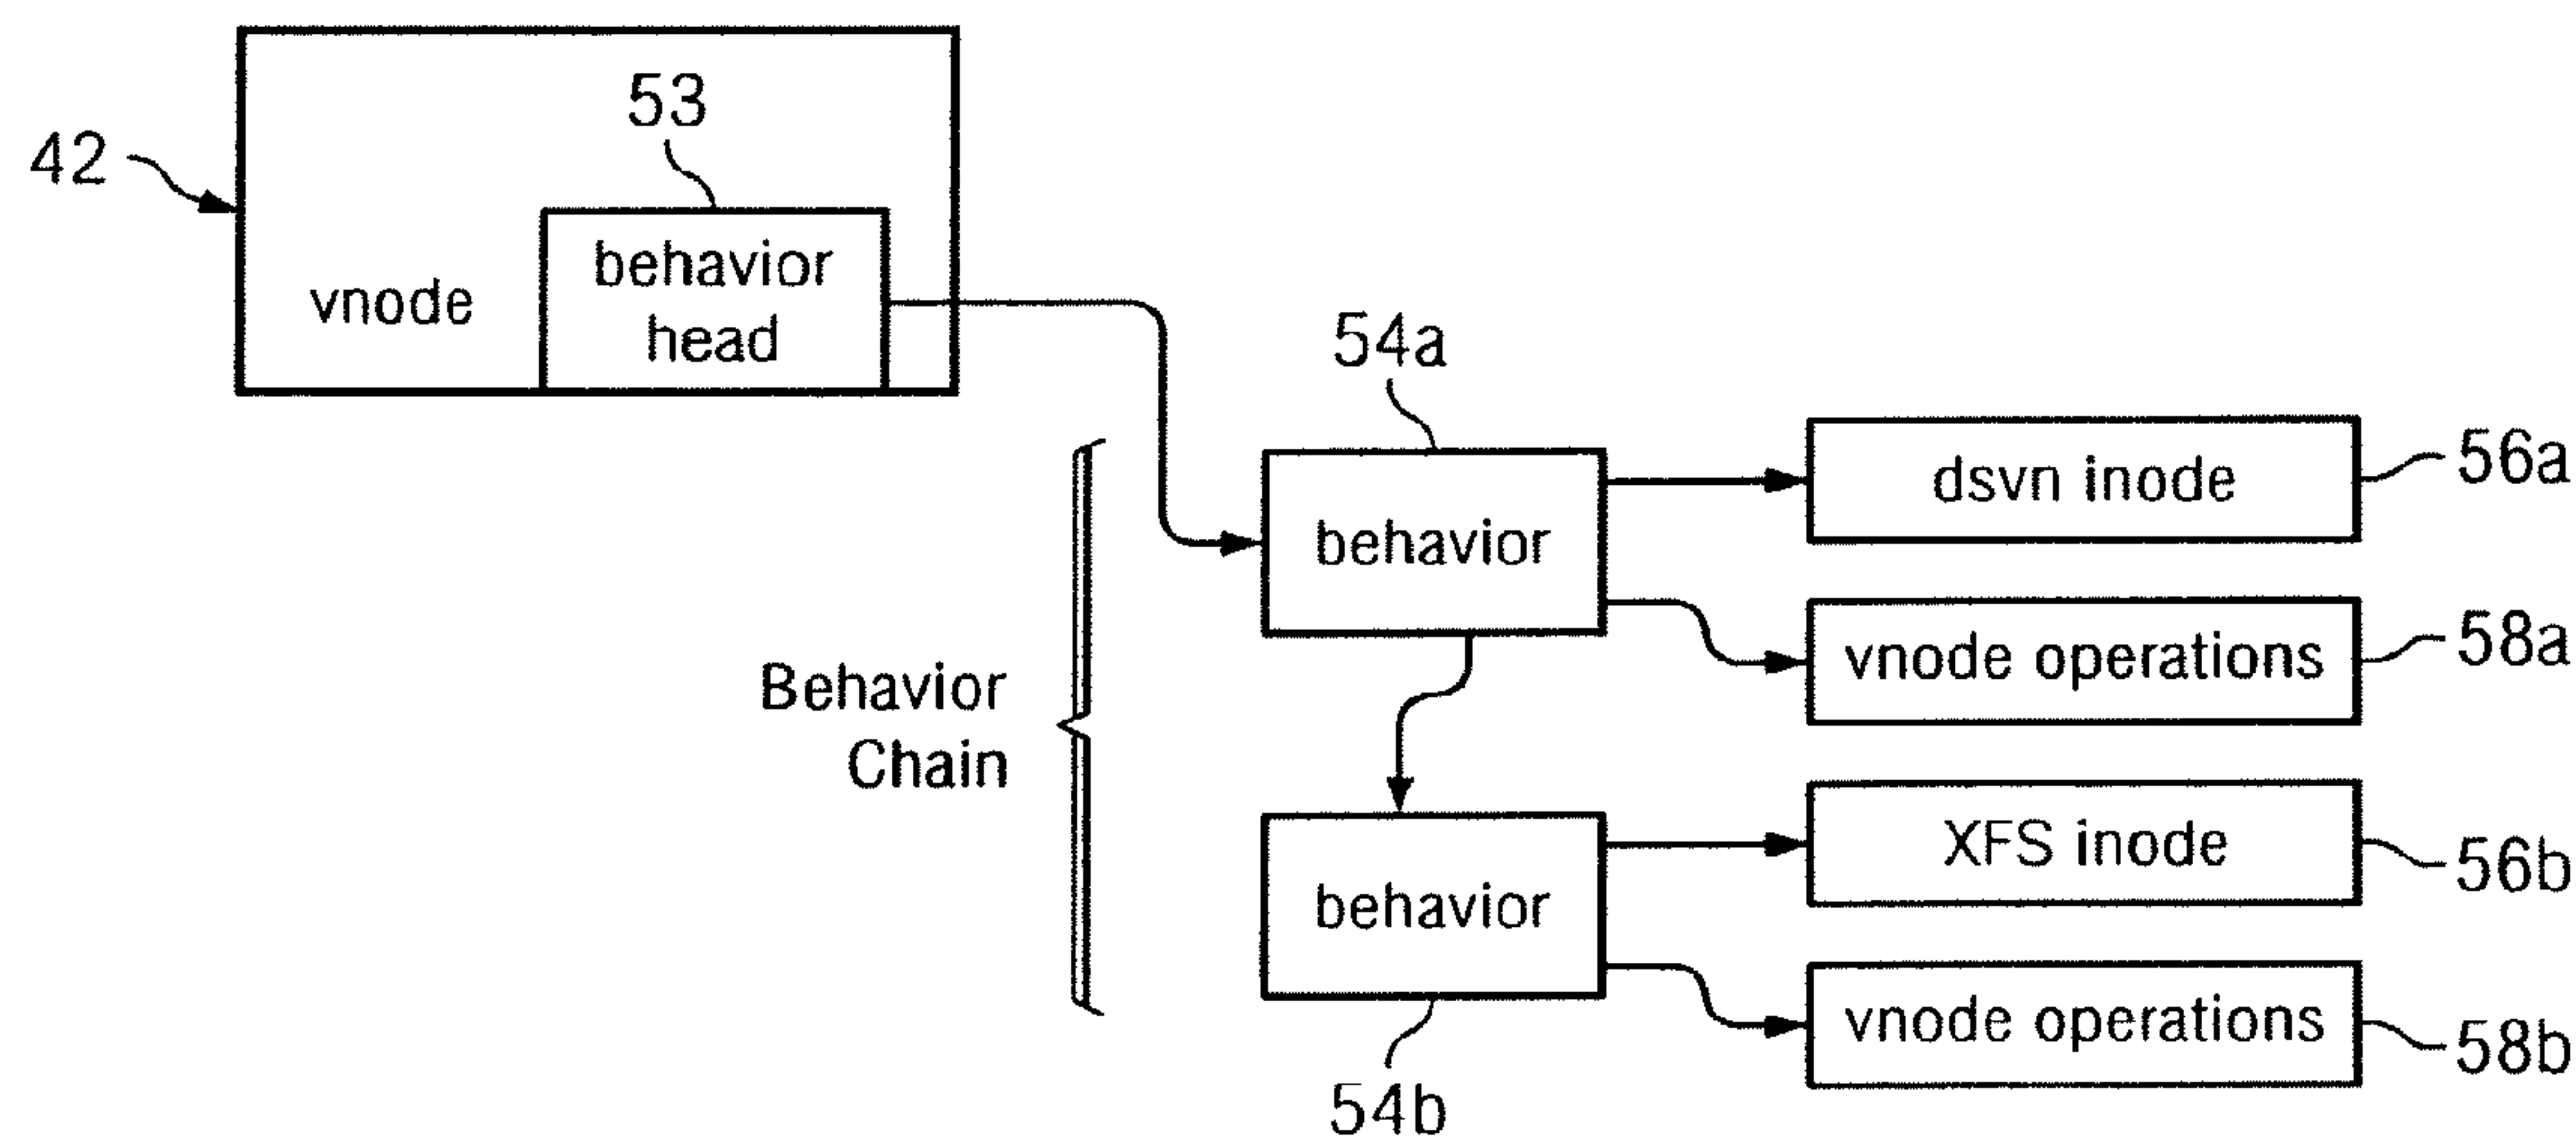 53
42
behavior
vnode
head
54a
dsvn inode
56a
behavior
vnode operations
58a
Behavior
Chain
XFS inode
56b
behavior
vnode operations
58b
54b